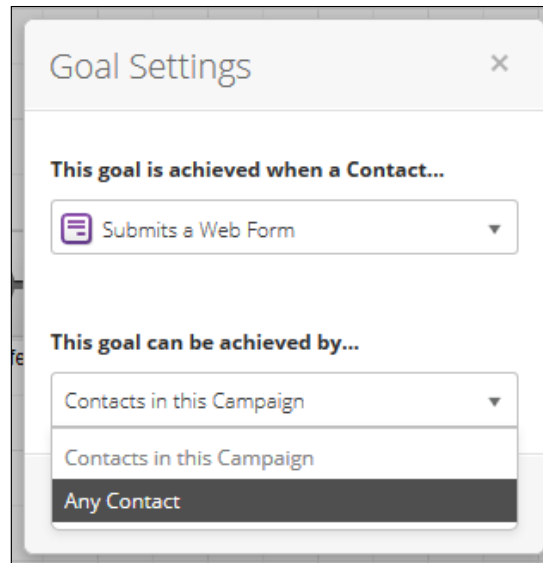 Goal Settings ×
This goal is achieved when a Contact...
Submits a Web Form
This goal can be achieved by...
fe
Contacts in this Campaign
Contacts in this Campaign
Any Contact